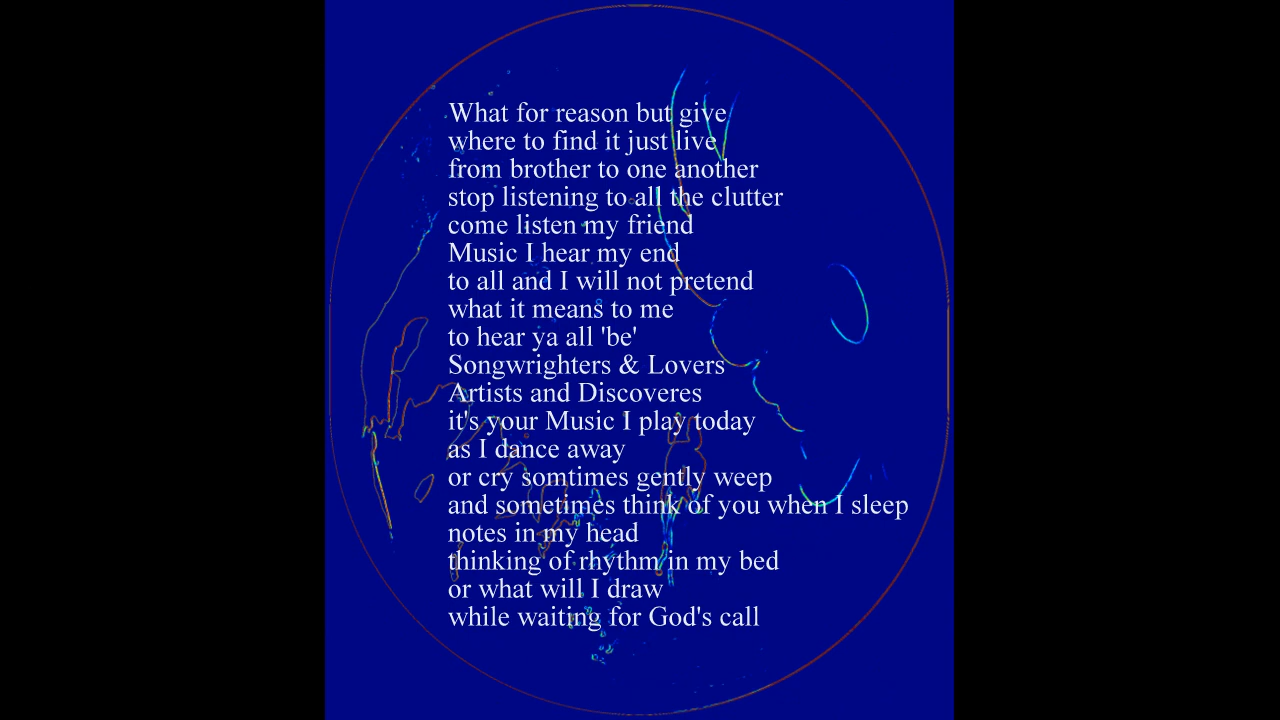 What for reason but give
where to find it just live
from brother to one another
stop listening to all the clutter
come listen my friend
Music I hear my end
to all and I will not pretend
what it means to me
to hear ya all 'be'
Songwrighters & Lovers
Artists and Discoveres
it's your Music I play today
as I dance away
or cry somtimes gently weep
and sometimes think of you when I sleep
notes in my head
thinking of rhythm in my bed
or what will I draw
while waiting for God's call